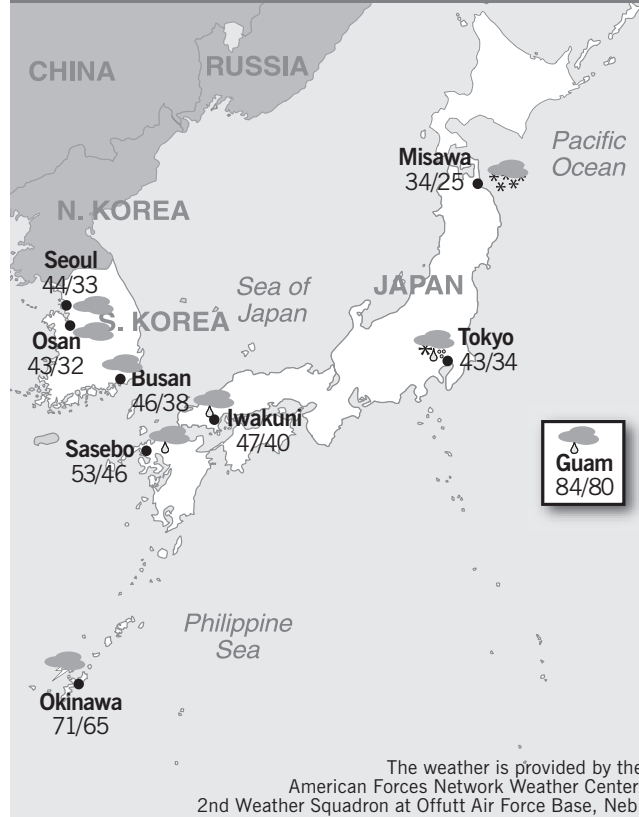 CHINA
RUSSIA
Pacific
Ocean
Misawa
34/25
N. KOREA
Seoul
44/33
Sea of
Japan
JAPAN
S. KOREA
Osan
43/32
Tokyo
43/34
Busan
46/38
Iwakuni
47/40
Sasebo
53/46
Guam
84/80
Philippine
Sea
Okinawa
71/65
The weather is provided by the
American Forces Network Weather Center
2nd Weather Squadron at Offutt Air Force Base, Neb